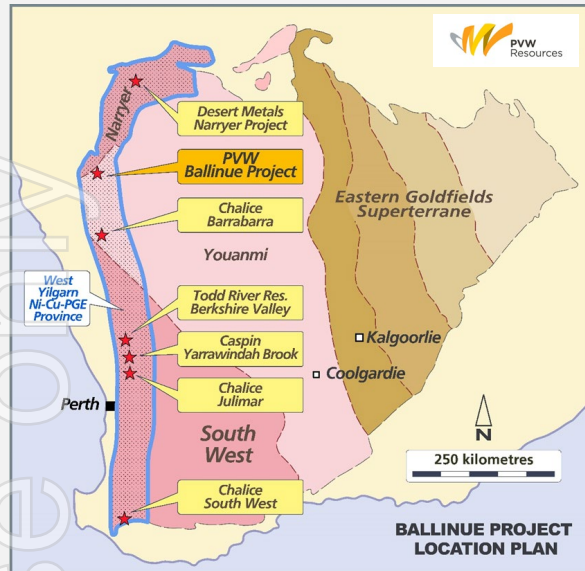 PVW
Resources
Narryer
Desert Metals
Narryer Project
PVW
Ballinue Project
Eastern Goldfields
Superterrane
Chalice
Barrabarra
Youanmi
West
Yilgarn
Ni-Cu-PGE
Province
Todd River Res.
Berkshire Valley
Caspin
Yarrawindah Brook
Kalgoorlie
Chalice
Julimar
Coolgardie
Perth
South
West
N
250 kilometres
Chalice
South West
BALLINUE PROJECT
LOCATION PLAN